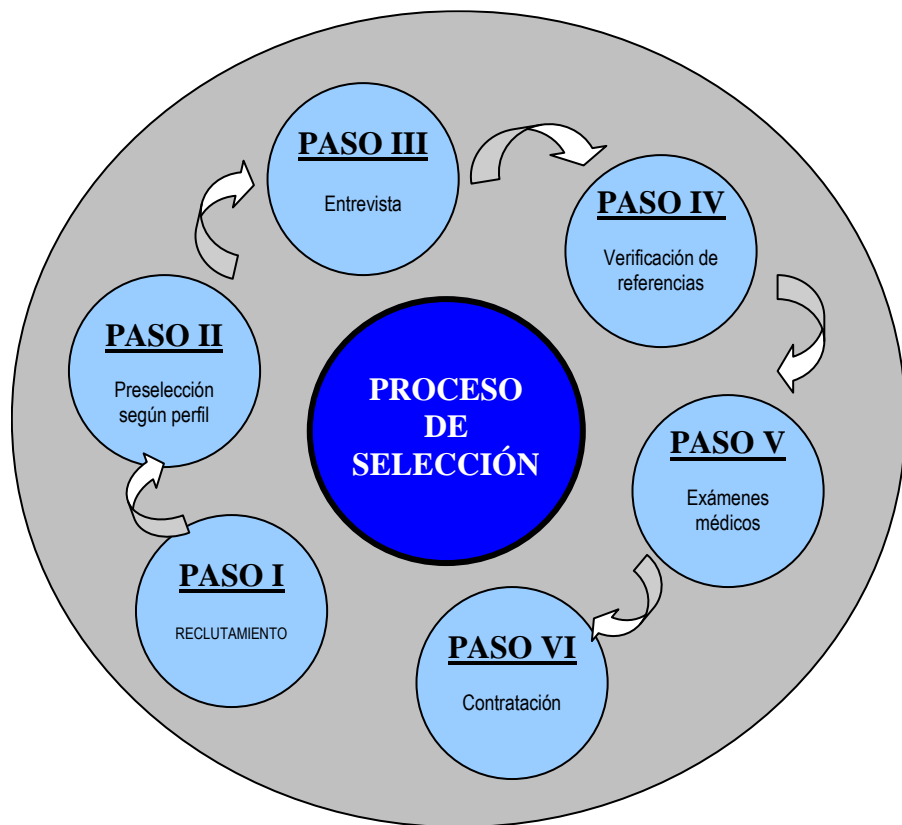 PASO III
Entrevista
PASO IV
Verificación de
referencias
PASO II
Preselección
según perfil
PROCESO
DE
SELECCIÓN
PASO V
Exámenes
médicos
PASO I
RECLUTAMIENTO
PASO VI
Contratación